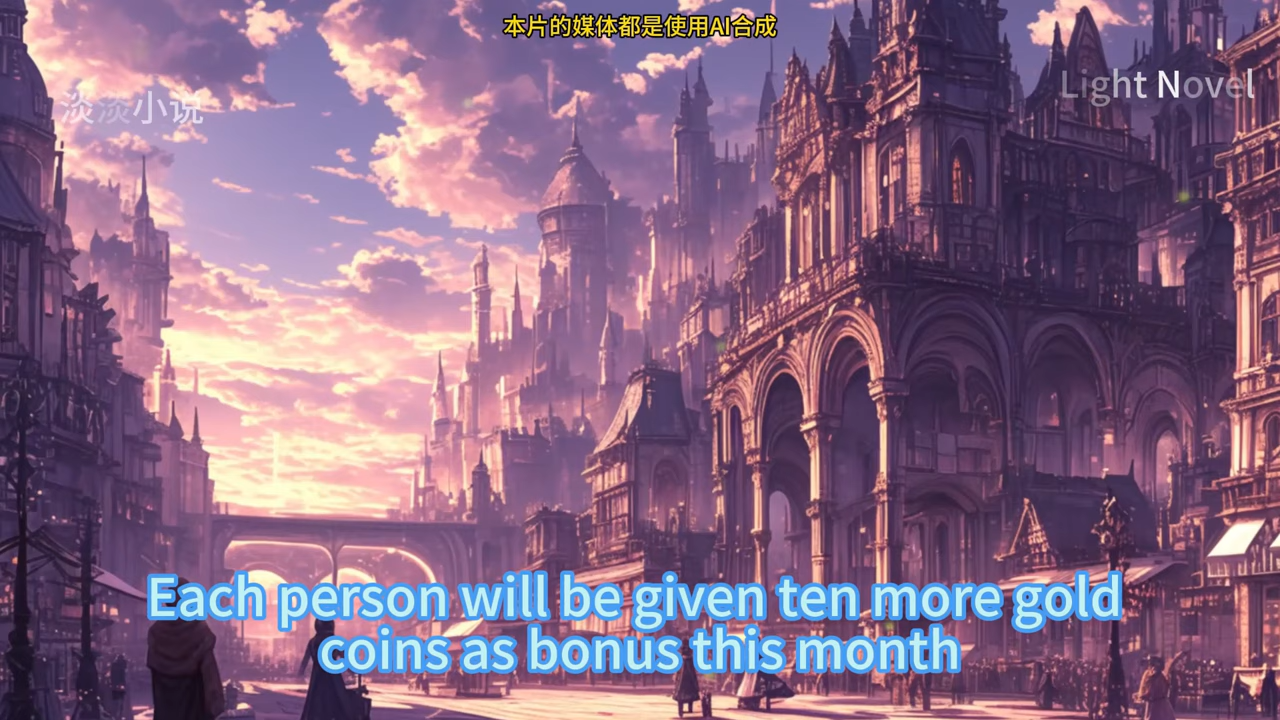 本片的媒体都是使用AI合成
淡淡小说
Light Novel
Each person will be given ten more gold
coins as bonus this month